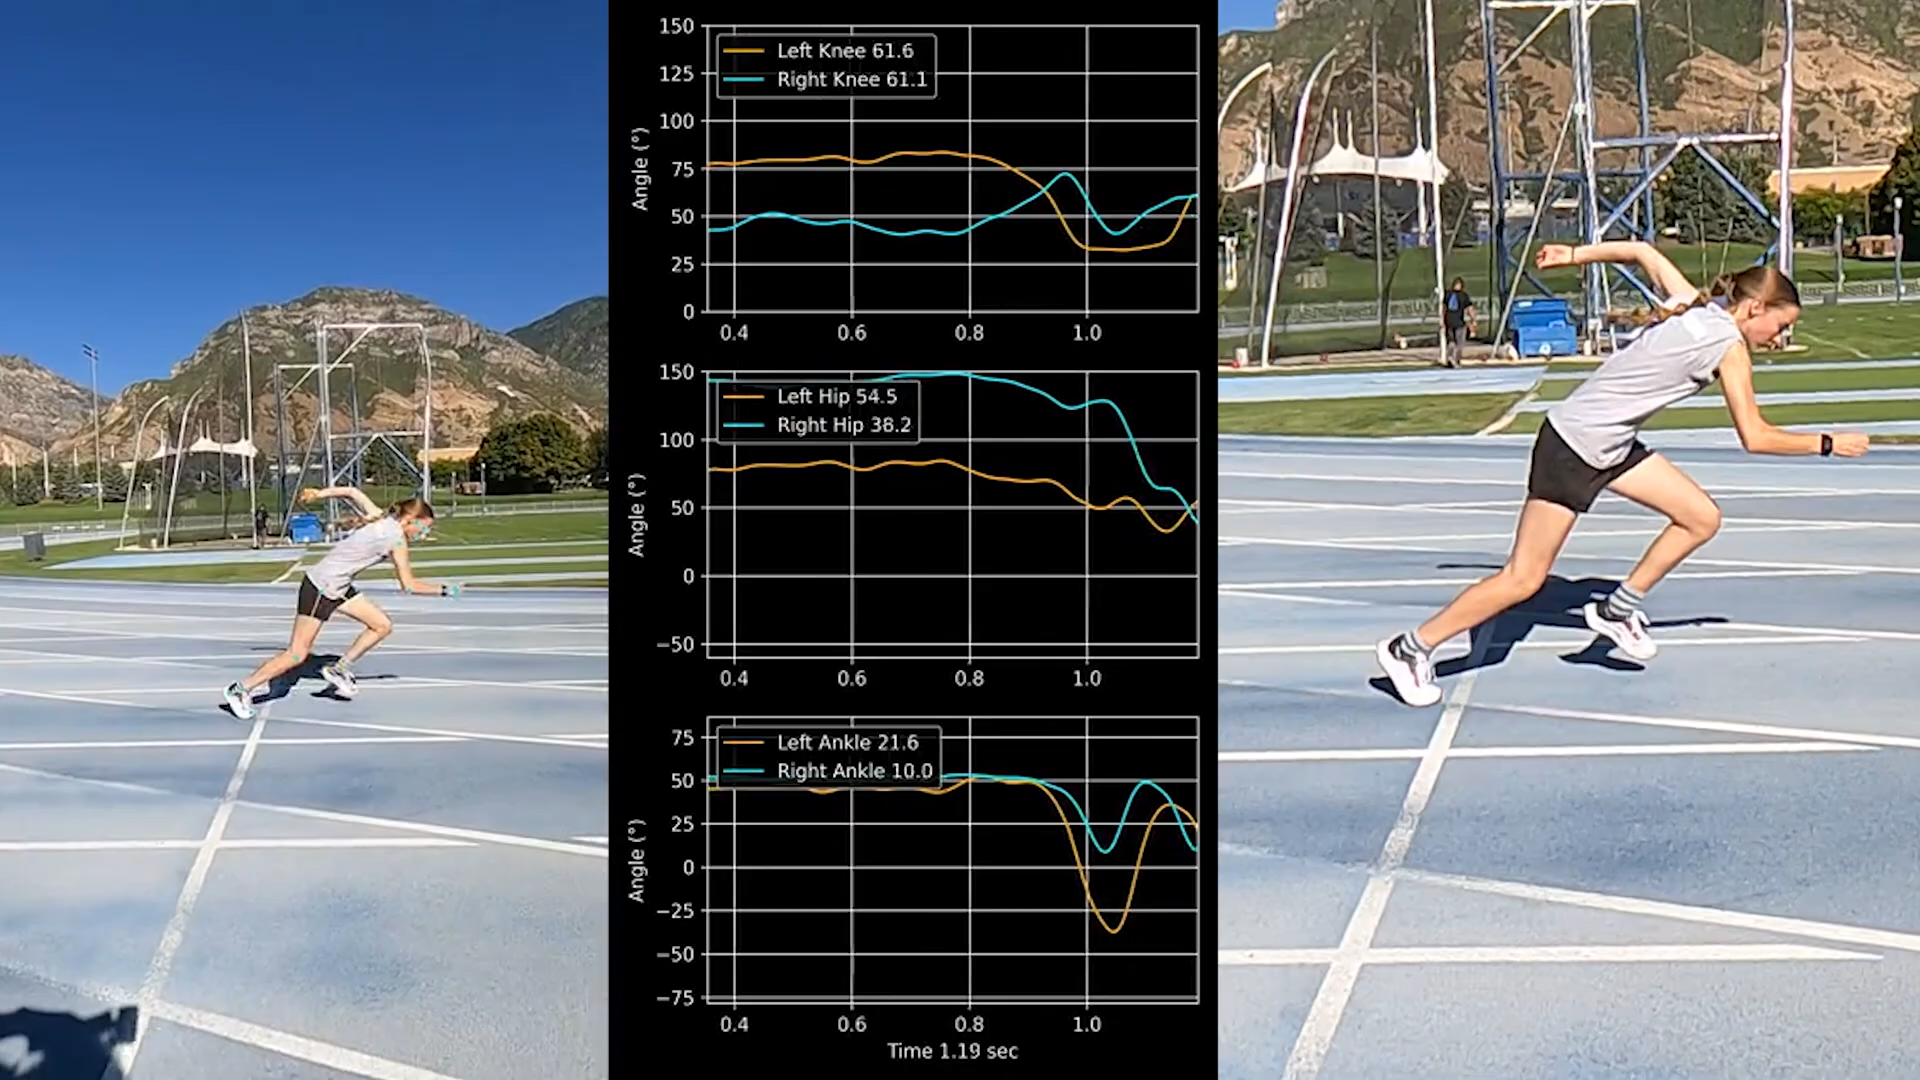 150
125
100
75
50
25
0
Angle (°)
Left Knee 61.6
Right Knee 61.1
0.4 0.6 0.8 1.0
150
100
50
0
−50
Angle (°)
Left Hip 54.5
Right Hip 38.2
0.4 0.6 0.8 1.0
75
50
25
0
−25
−50
−75
Angle (°)
Left Ankle 21.6
Right Ankle 10.0
0.4 0.6 0.8 1.0
Time 1.19 sec